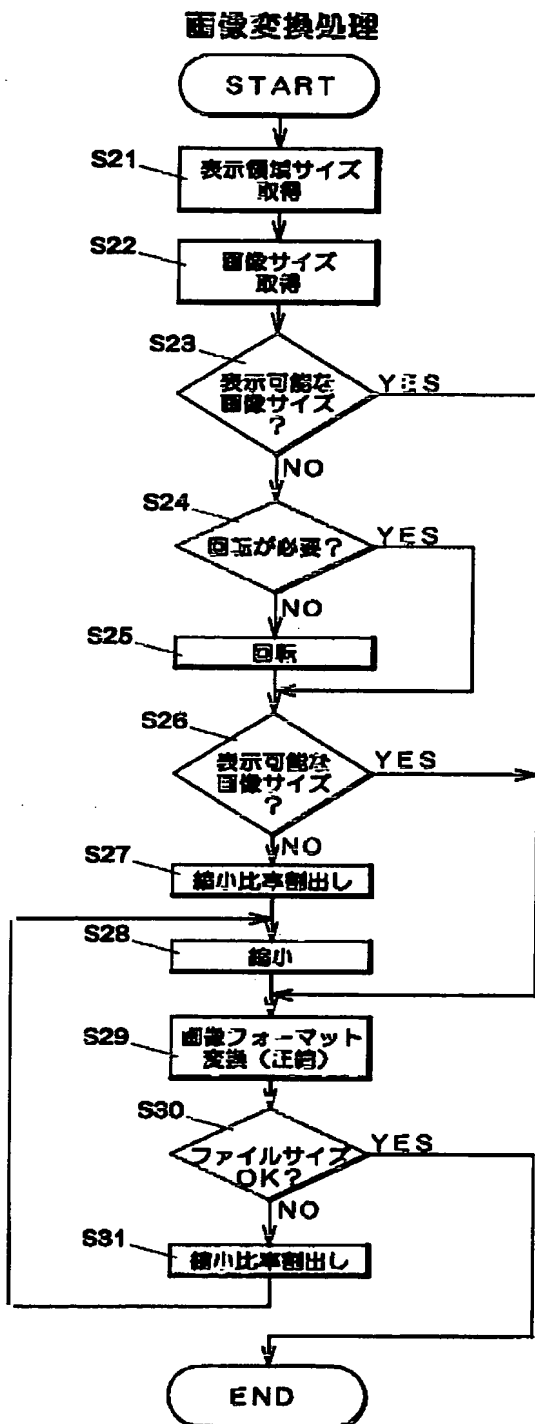 画像変換処理
START
S21
表示領域サイズ
取得
S22
画像サイズ
取得
S23
表示可能な
画像サイズ
?
YES
NO
S24
回転が必要?
YES
NO
S25
回転
S26
表示可能な
画像サイズ
?
YES
NO
S27
縮小比率割出し
S28
縮小
S29
画像フォーマット
変換(圧縮)
S30
ファイルサイズ
OK?
YES
NO
S31
縮小比率割出し
END